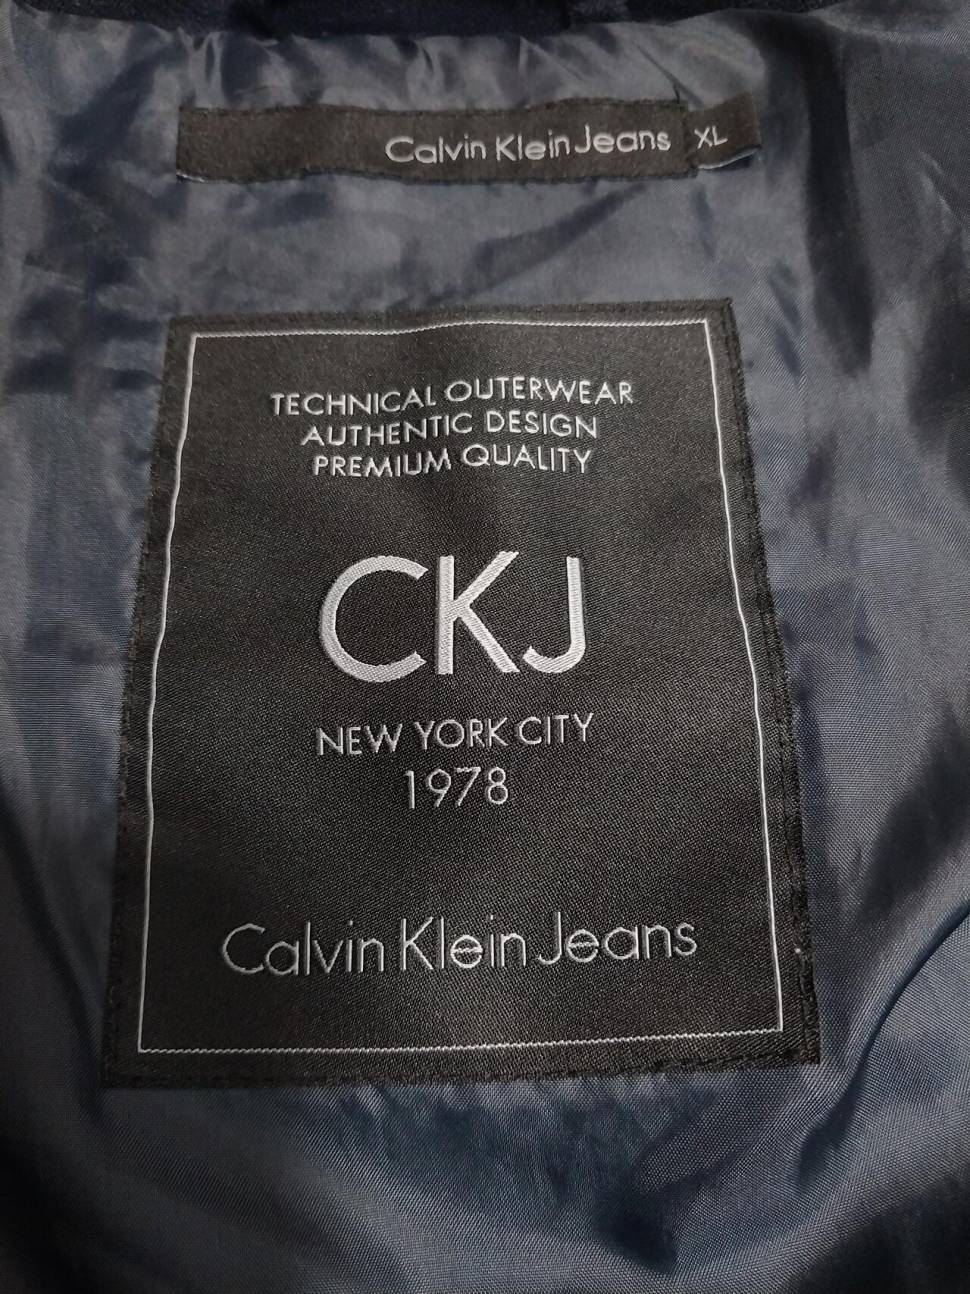 Calvin Klein Jeans XL
TECHNICAL OUTERWEAR
AUTHENTIC DESIGN
PREMIUM QUALITY
CKJ
NEW YORK CITY
1978
Calvin Klein Jeans